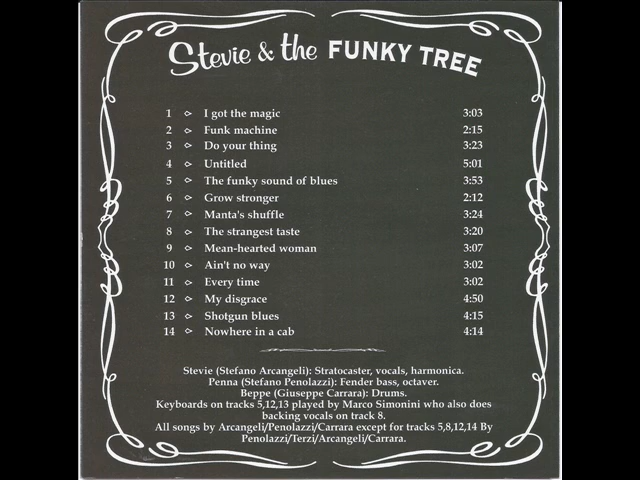 Stevie & the FUNKY TREE
1 I got the magic 3:03
2 Funk machine 2:15
3 Do your thing 3:23
4 Untitled 5:01
5 The funky sound of blues 3:53
6 Grow stronger 2:12
7 Manta's shuffle 3:24
8 The strangest taste 3:20
9 Mean-hearted woman 3:07
10 Ain't no way 3:02
11 Every time 3:02
12 My disgrace 4:50
13 Shotgun blues 4:15
14 Nowhere in a cab 4:14
Stevie (Stefano Arcangeli): Stratocaster, vocals, harmonica.
Penna (Stefano Penolazzi): Fender bass, octaver.
Beppe (Giuseppe Carrara): Drums.
Keyboards on tracks 5,12,13 played by Marco Simonini who also does
backing vocals on track 8.
All songs by Arcangeli/Penolazzi/Carrara except for tracks 5,8,12,14 By
Penolazzi/Terzi/Arcangeli/Carrara.